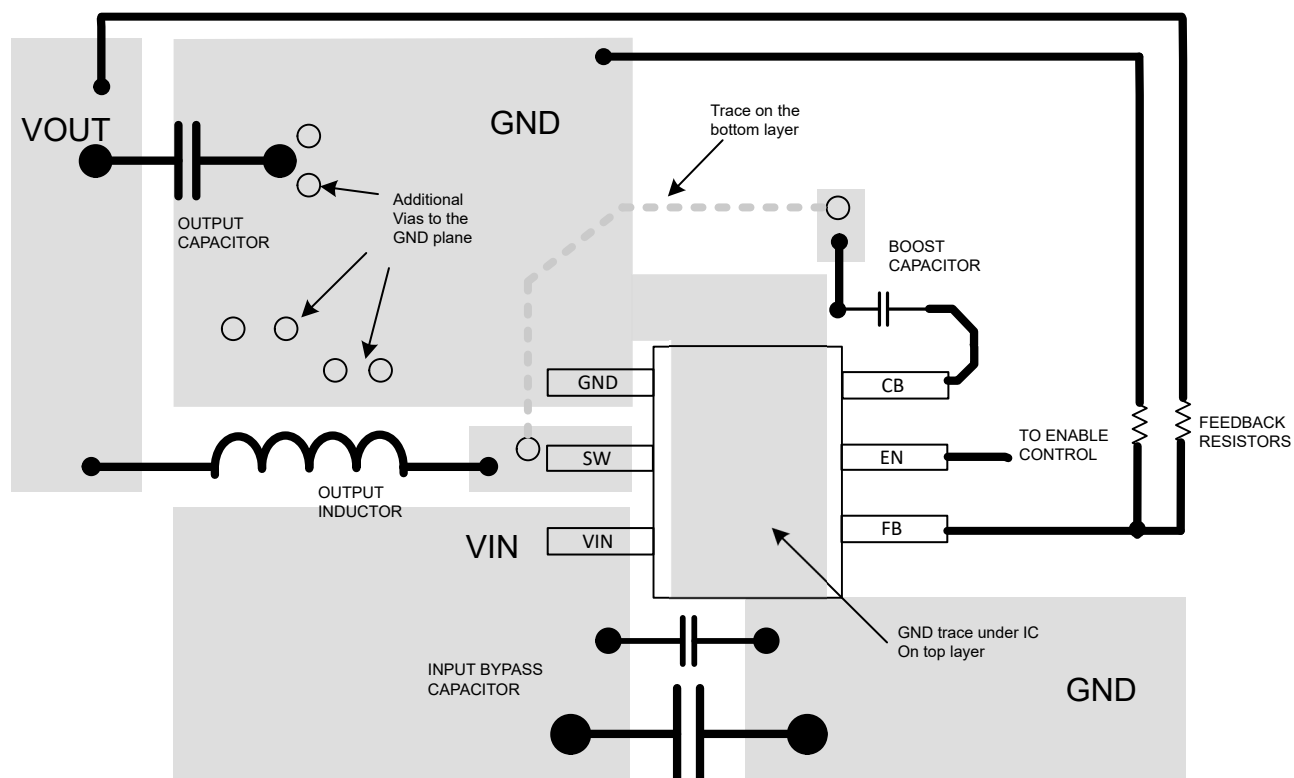 VOUT
GND
Trace on the
bottom layer
Additional
Vias to the
GND plane
OUTPUT
CAPACITOR
BOOST
CAPACITOR
GND
CB
SW
EN
TO ENABLE
CONTROL
FEEDBACK
RESISTORS
OUTPUT
INDUCTOR
VIN
VIN
FB
GND trace under IC
On top layer
INPUT BYPASS
CAPACITOR
GND